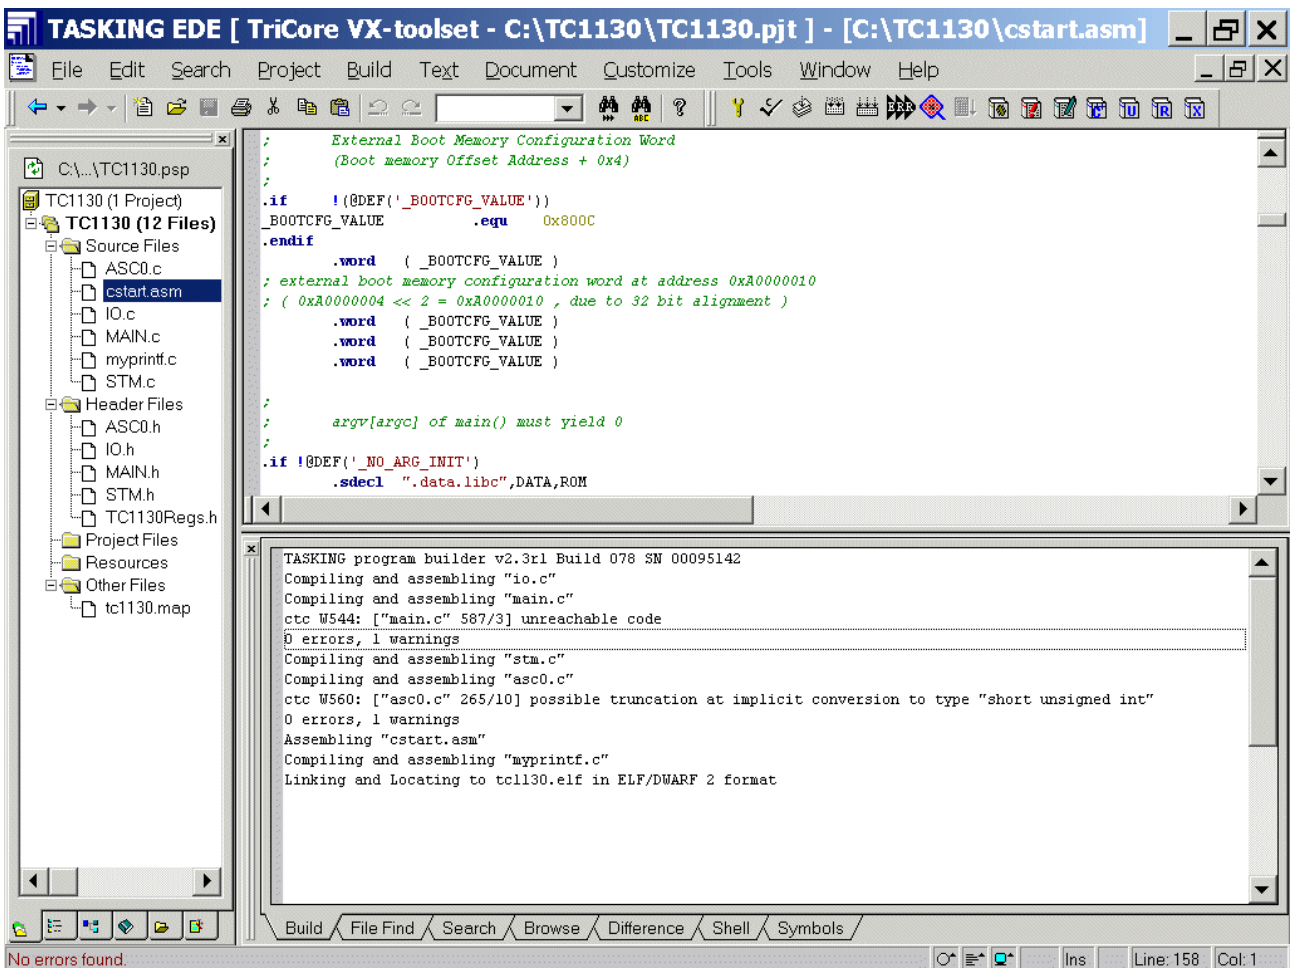 TASKING EDE [ TriCore VX-toolset - C:\TC1130\TC1130.pjt ] - [C:\TC1130\cstart.asm]
File Edit Search Project Build Text Document Customize Tools Window Help
C:\...\TC1130.psp
TC1130 (1 Project)
TC1130 (12 Files)
Source Files
ASC0.c
cstart.asm
IO.c
MAIN.c
myprintf.c
STM.c
Header Files
ASC0.h
IO.h
MAIN.h
STM.h
TC1130Regs.h
Project Files
Resources
Other Files
tc1130.map
; External Boot Memory Configuration Word
; (Boot memory Offset Address + 0x4)
;
.if !(@DEF('_BOOTCFG_VALUE'))
_BOOTCFG_VALUE .equ 0x800C
.endif
.word ( _BOOTCFG_VALUE )
; external boot memory configuration word at address 0xA0000010
; ( 0xA0000004 << 2 = 0xA0000010 , due to 32 bit alignment )
.word ( _BOOTCFG_VALUE )
.word ( _BOOTCFG_VALUE )
.word ( _BOOTCFG_VALUE )
;
; argv[argc] of main() must yield 0
;
.if !@DEF('_NO_ARG_INIT')
.sdecl ".data.libc",DATA,ROM
TASKING program builder v2.3r1 Build 078 SN 00095142
Compiling and assembling "io.c"
Compiling and assembling "main.c"
ctc W544: ["main.c" 587/3] unreachable code
0 errors, 1 warnings
Compiling and assembling "stm.c"
Compiling and assembling "asc0.c"
ctc W560: ["asc0.c" 265/10] possible truncation at implicit conversion to type "short unsigned int"
0 errors, 1 warnings
Assembling "cstart.asm"
Compiling and assembling "myprintf.c"
Linking and Locating to tc1130.elf in ELF/DWARF 2 format
Build File Find Search Browse Difference Shell Symbols
No errors found. Ins Line: 158 Col: 1